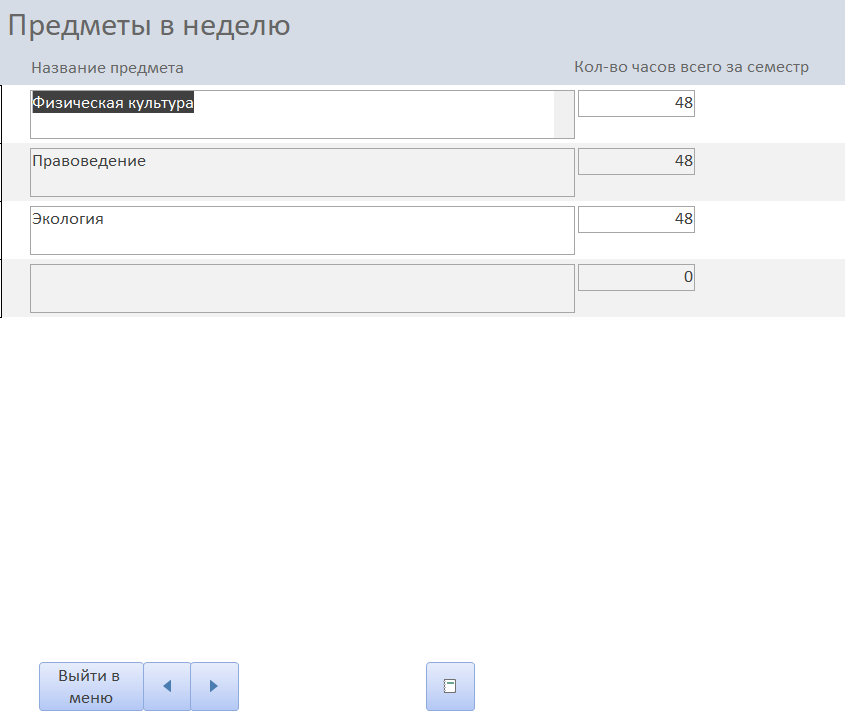 Предметы в неделю
Название предмета Кол-во часов всего за семестр
Физическая культура 48
Правоведение 48
Экология 48
0
Выйти в
меню